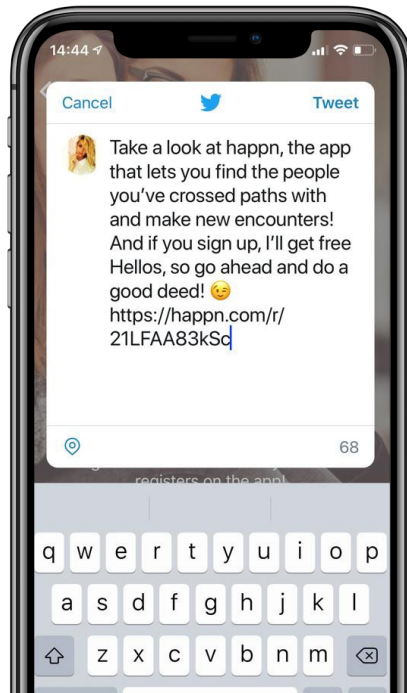 14:44
Cancel
Tweet
Take a look at happn, the app
that lets you find the people
you’ve crossed paths with
and make new encounters!
And if you sign up, I’ll get free
Hellos, so go ahead and do a
good deed! 😉
https://happn.com/r/
21LFAA83kSc
68
registers on the app!
q w e r t y u i o p
a s d f g h j k l
z x c v b n m